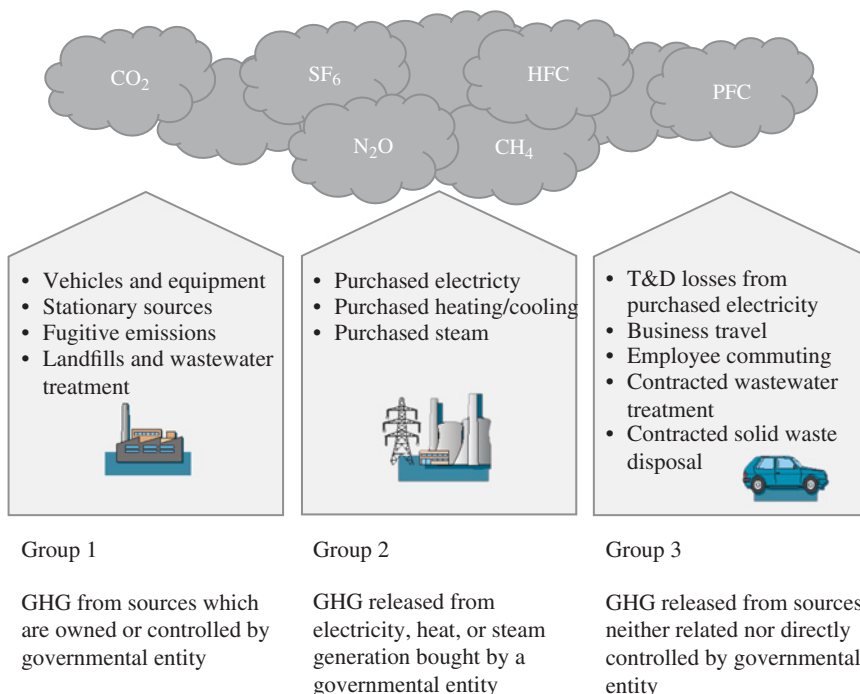 CO₂
SF₆
HFC
PFC
N₂O
CH₄
• Vehicles and equipment
• Stationary sources
• Fugitive emissions
• Landfills and wastewater
treatment
• Purchased electricty
• Purchased heating/cooling
• Purchased steam
• T&D losses from
purchased electricity
• Business travel
• Employee commuting
• Contracted wastewater
treatment
• Contracted solid waste
disposal
Group 1
GHG from sources which
are owned or controlled by
governmental entity
Group 2
GHG released from
electricity, heat, or steam
generation bought by a
governmental entity
Group 3
GHG released from sources
neither related nor directly
controlled by governmental
entity